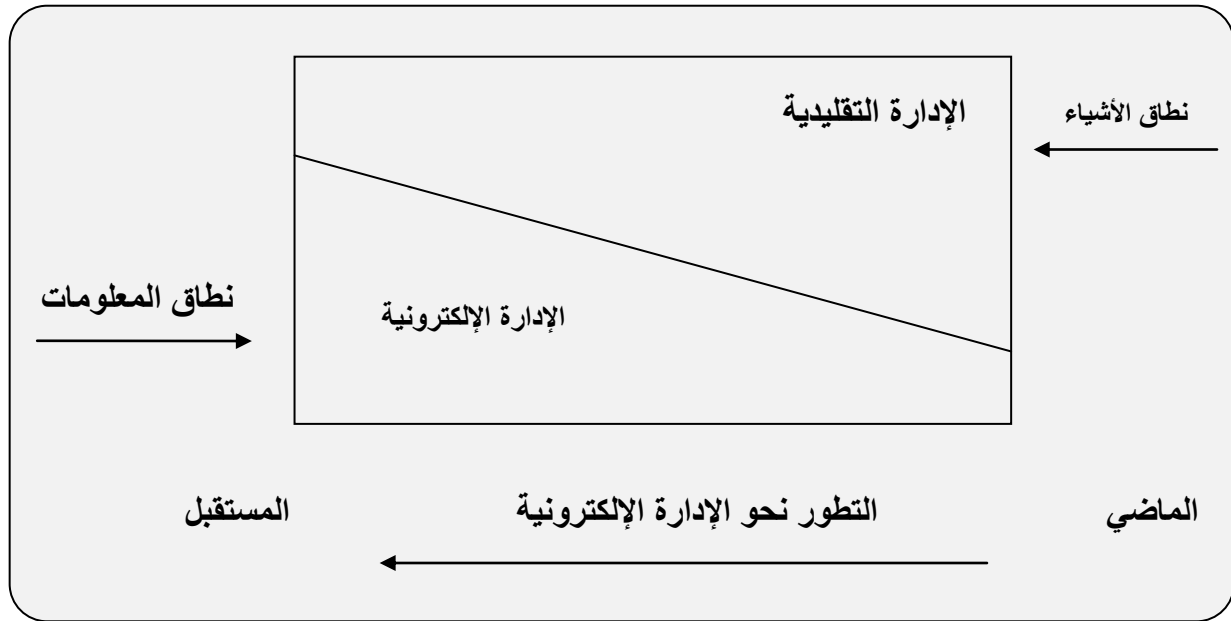 الإدارة التقليدية
نطاق الأشياء
نطاق المعلومات
الإدارة الإلكترونية
الماضي
التطور نحو الإدارة الإلكترونية
المستقبل